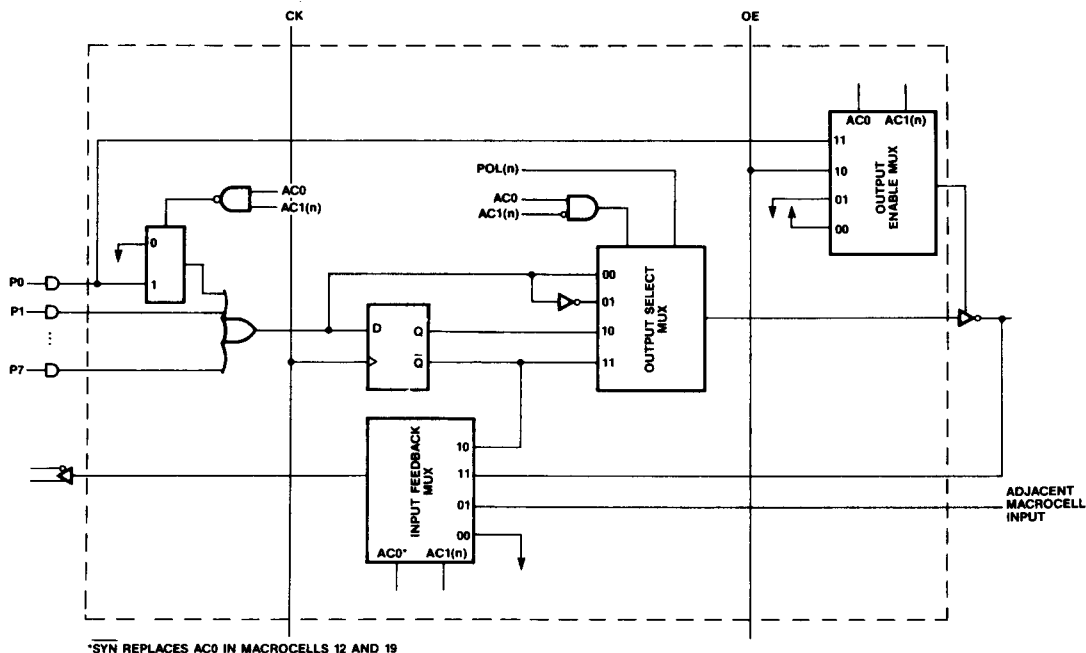 CK
OE
AC0 AC1(n)
11
10
01
00
OUTPUT
ENABLE MUX
POL(n)
AC0
AC1(n)
AC0
AC1(n)
0
1
P0
P1
P7
D
Q
Q!
00
01
10
11
OUTPUT SELECT
MUX
10
11
01
00
INPUT FEEDBACK
MUX
AC0* AC1(n)
ADJACENT
MACROCELL
INPUT
*SYN REPLACES AC0 IN MACROCELLS 12 AND 19